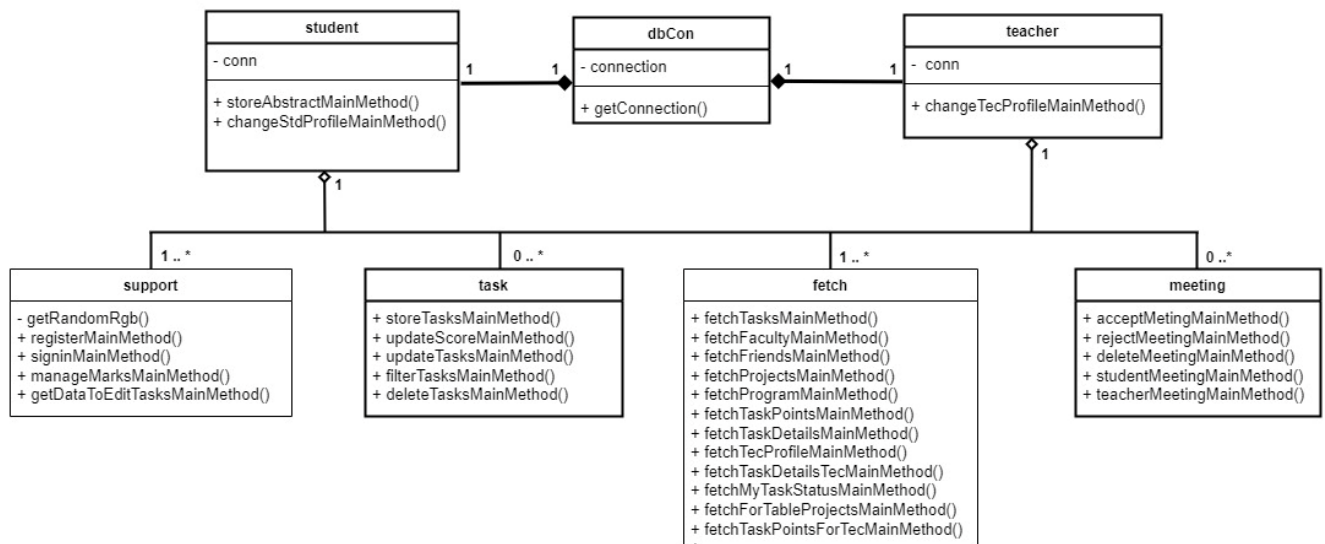 student
- conn
+ storeAbstractMainMethod()
+ changeStdProfileMainMethod()
1
1
dbCon
- connection
+ getConnection()
1
1
teacher
- conn
+ changeTecProfileMainMethod()
1
1
1 .. *
0 .. *
1 .. *
0 ..*
support
- getRandomRgb()
+ registerMainMethod()
+ signinMainMethod()
+ manageMarksMainMethod()
+ getDataToEditTasksMainMethod()
task
+ storeTasksMainMethod()
+ updateScoreMainMethod()
+ updateTasksMainMethod()
+ filterTasksMainMethod()
+ deleteTasksMainMethod()
fetch
+ fetchTasksMainMethod()
+ fetchFacultyMainMethod()
+ fetchFriendsMainMethod()
+ fetchProjectsMainMethod()
+ fetchProgramMainMethod()
+ fetchTaskPointsMainMethod()
+ fetchTaskDetailsMainMethod()
+ fetchTecProfileMainMethod()
+ fetchTaskDetailsTecMainMethod()
+ fetchMyTaskStatusMainMethod()
+ fetchForTableProjectsMainMethod()
+ fetchTaskPointsForTecMainMethod()
meeting
+ acceptMetingMainMethod()
+ rejectMeetingMainMethod()
+ deleteMeetingMainMethod()
+ studentMeetingMainMethod()
+ teacherMeetingMainMethod()